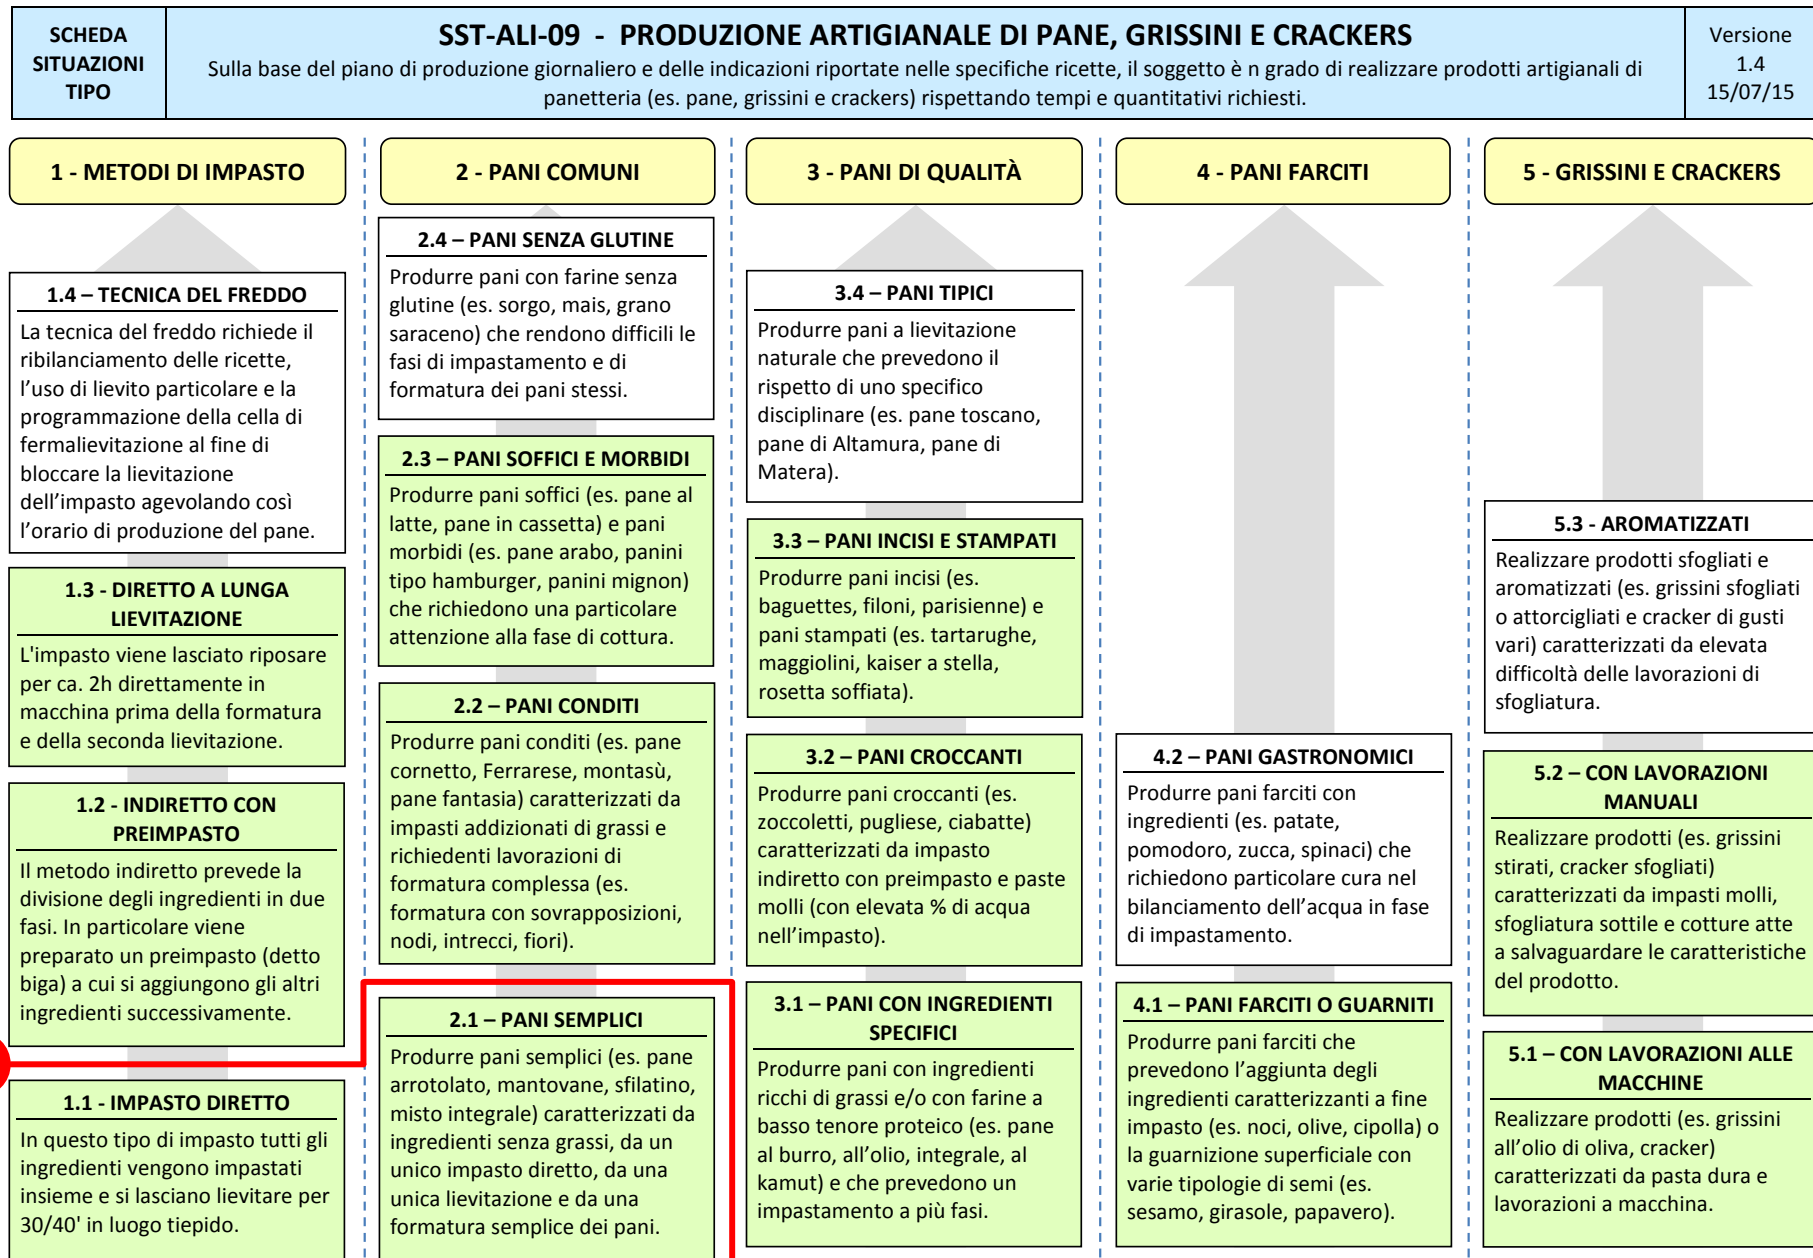 SCHEDA
SITUAZIONI
TIPO
SST-ALI-09 - PRODUZIONE ARTIGIANALE DI PANE, GRISSINI E CRACKERS
Sulla base del piano di produzione giornaliero e delle indicazioni riportate nelle specifiche ricette, il soggetto è n grado di realizzare prodotti artigianali di
panetteria (es. pane, grissini e crackers) rispettando tempi e quantitativi richiesti.
Versione
1.4
15/07/15
1 - METODI DI IMPASTO
1.4 – TECNICA DEL FREDDO
La tecnica del freddo richiede il
ribilanciamento delle ricette,
l’uso di lievito particolare e la
programmazione della cella di
fermalievitazione al fine di
bloccare la lievitazione
dell’impasto agevolando così
l’orario di produzione del pane.
1.3 - DIRETTO A LUNGA
LIEVITAZIONE
L'impasto viene lasciato riposare
per ca. 2h direttamente in
macchina prima della formatura
e della seconda lievitazione.
1.2 - INDIRETTO CON
PREIMPASTO
Il metodo indiretto prevede la
divisione degli ingredienti in due
fasi. In particolare viene
preparato un preimpasto (detto
biga) a cui si aggiungono gli altri
ingredienti successivamente.
1.1 - IMPASTO DIRETTO
In questo tipo di impasto tutti gli
ingredienti vengono impastati
insieme e si lasciano lievitare per
30/40' in luogo tiepido.
2 - PANI COMUNI
2.4 – PANI SENZA GLUTINE
Produrre pani con farine senza
glutine (es. sorgo, mais, grano
saraceno) che rendono difficili le
fasi di impastamento e di
formatura dei pani stessi.
2.3 – PANI SOFFICI E MORBIDI
Produrre pani soffici (es. pane al
latte, pane in cassetta) e pani
morbidi (es. pane arabo, panini
tipo hamburger, panini mignon)
che richiedono una particolare
attenzione alla fase di cottura.
2.2 – PANI CONDITI
Produrre pani conditi (es. pane
cornetto, Ferrarese, montasù,
pane fantasia) caratterizzati da
impasti addizionati di grassi e
richiedenti lavorazioni di
formatura complessa (es.
formatura con sovrapposizioni,
nodi, intrecci, fiori).
2.1 – PANI SEMPLICI
Produrre pani semplici (es. pane
arrotolato, mantovane, sfilatino,
misto integrale) caratterizzati da
ingredienti senza grassi, da un
unico impasto diretto, da una
unica lievitazione e da una
formatura semplice dei pani.
3 - PANI DI QUALITÀ
3.4 – PANI TIPICI
Produrre pani a lievitazione
naturale che prevedono il
rispetto di uno specifico
disciplinare (es. pane toscano,
pane di Altamura, pane di
Matera).
3.3 – PANI INCISI E STAMPATI
Produrre pani incisi (es.
baguettes, filoni, parisienne) e
pani stampati (es. tartarughe,
maggiolini, kaiser a stella,
rosetta soffiata).
3.2 – PANI CROCCANTI
Produrre pani croccanti (es.
zoccoletti, pugliese, ciabatte)
caratterizzati da impasto
indiretto con preimpasto e paste
molli (con elevata % di acqua
nell’impasto).
3.1 – PANI CON INGREDIENTI
SPECIFICI
Produrre pani con ingredienti
ricchi di grassi e/o con farine a
basso tenore proteico (es. pane
al burro, all’olio, integrale, al
kamut) e che prevedono un
impastamento a più fasi.
4 - PANI FARCITI
4.2 – PANI GASTRONOMICI
Produrre pani farciti con
ingredienti (es. patate,
pomodoro, zucca, spinaci) che
richiedono particolare cura nel
bilanciamento dell’acqua in fase
di impastamento.
4.1 – PANI FARCITI O GUARNITI
Produrre pani farciti che
prevedono l’aggiunta degli
ingredienti caratterizzanti a fine
impasto (es. noci, olive, cipolla) o
la guarnizione superficiale con
varie tipologie di semi (es.
sesamo, girasole, papavero).
5 - GRISSINI E CRACKERS
5.3 - AROMATIZZATI
Realizzare prodotti sfogliati e
aromatizzati (es. grissini sfogliati
o attorcigliati e cracker di gusti
vari) caratterizzati da elevata
difficoltà delle lavorazioni di
sfogliatura.
5.2 – CON LAVORAZIONI
MANUALI
Realizzare prodotti (es. grissini
stirati, cracker sfogliati)
caratterizzati da impasti molli,
sfogliatura sottile e cotture atte
a salvaguardare le caratteristiche
del prodotto.
5.1 – CON LAVORAZIONI ALLE
MACCHINE
Realizzare prodotti (es. grissini
all’olio di oliva, cracker)
caratterizzati da pasta dura e
lavorazioni a macchina.